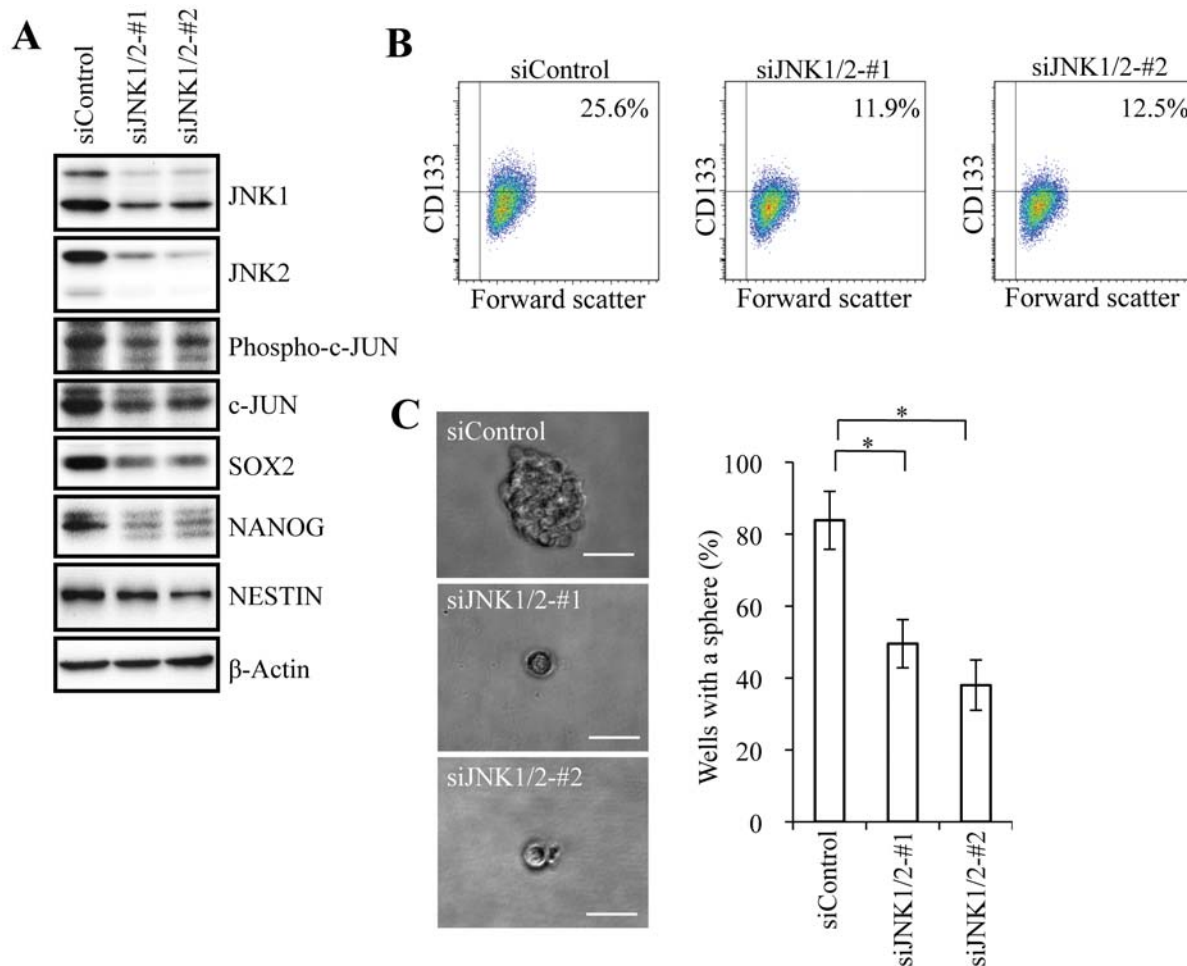 A
siControl
siJNK1/2-#1
siJNK1/2-#2
JNK1
JNK2
Phospho-c-JUN
c-JUN
SOX2
NANOG
NESTIN
β-Actin
B
siControl
25.6%
CD133
Forward scatter
siJNK1/2-#1
11.9%
CD133
Forward scatter
siJNK1/2-#2
12.5%
CD133
Forward scatter
C
siControl
siJNK1/2-#1
siJNK1/2-#2
*
*
Wells with a sphere (%)
100
80
60
40
20
0
siControl
siJNK1/2-#1
siJNK1/2-#2